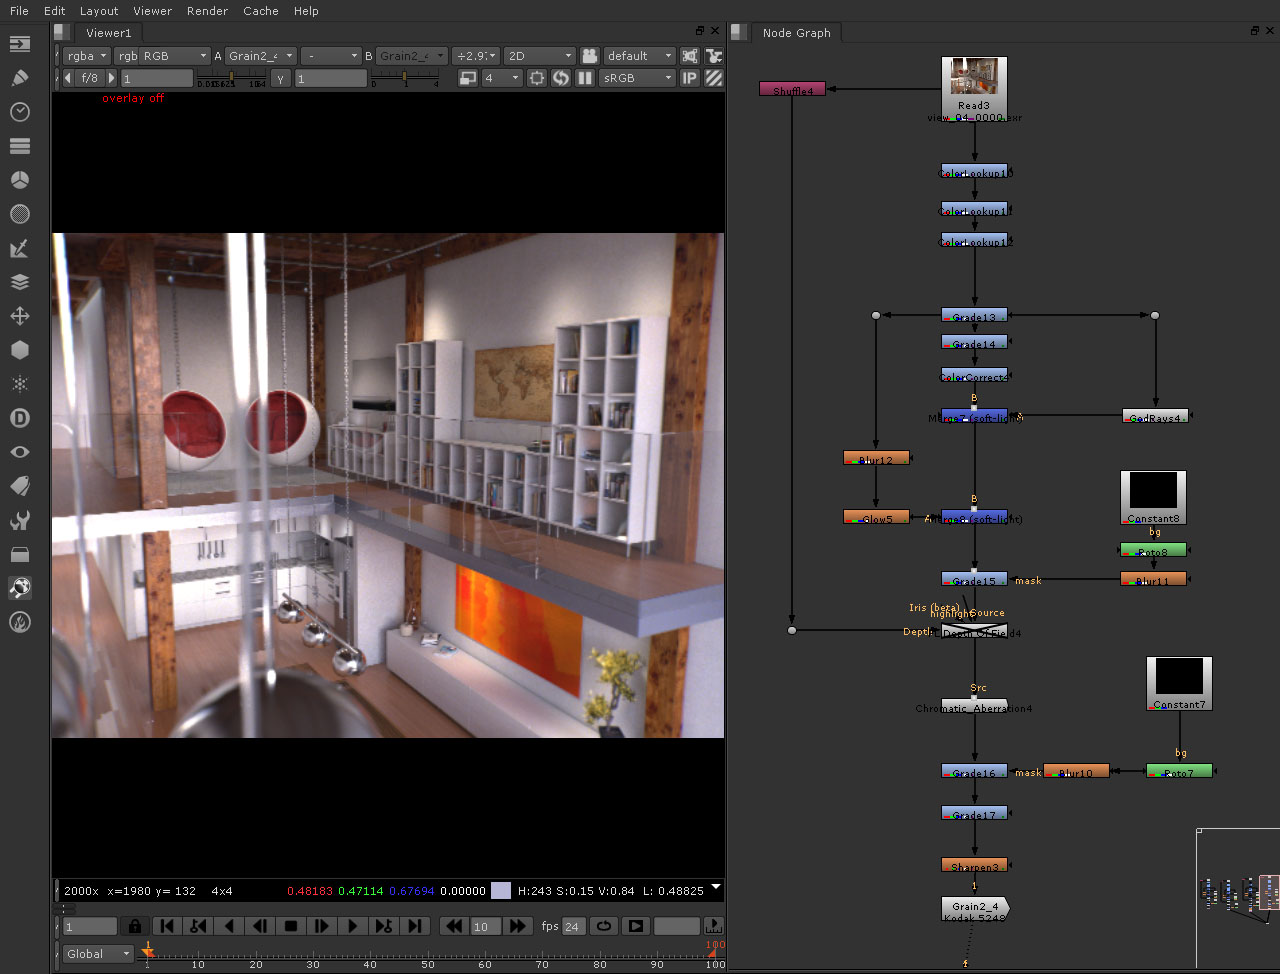 File Edit Layout Viewer Render Cache Help
Viewer1
Node Graph
rgba rgb RGB A Grain2_4 - B Grain2_4 2D default
f/8 1 Y 1 4 sRGB IP
overlay off
Shuffle4
Read3
view_04_0000.exr
ColorLookup10
ColorLookup11
ColorLookup12
Grade13
Grade14
ColorCorrect4
B
Merge7 (soft-light) A
GodRays4
Blur12
B
Glow5 A (soft-light)
Constant8
bg
Roto8
Grade15 mask Blur11
Iris (beta)
highlight Source
Depth Depth Of Field4
Src
Chromatic_Aberration4
Constant7
bg
Grade16 mask Blur10 Roto7
Grade17
Sharpen3
1
Grain2_4
Kodak 5248
2000x x=1980 y= 132 4x4 0.48183 0.47114 0.67694 0.00000 H:243 S:0.15 V:0.84 L: 0.48825
1 10 fps 24
Global 1 100
1 10 20 30 40 50 60 70 80 90 100